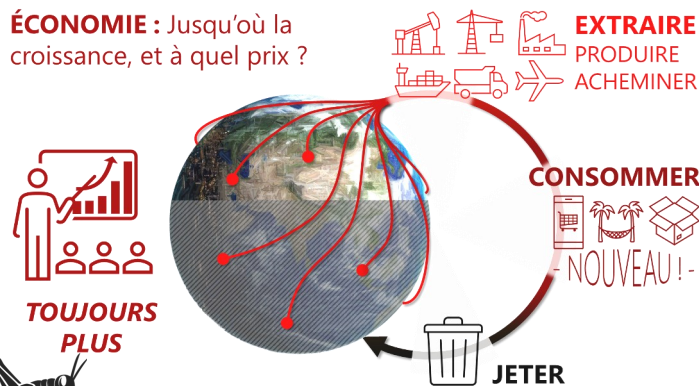 ÉCONOMIE : Jusqu’où la
croissance, et à quel prix ?
EXTRAIRE
PRODUIRE
ACHEMINER
CONSOMMER
- NOUVEAU ! -
TOUJOURS
PLUS
JETER